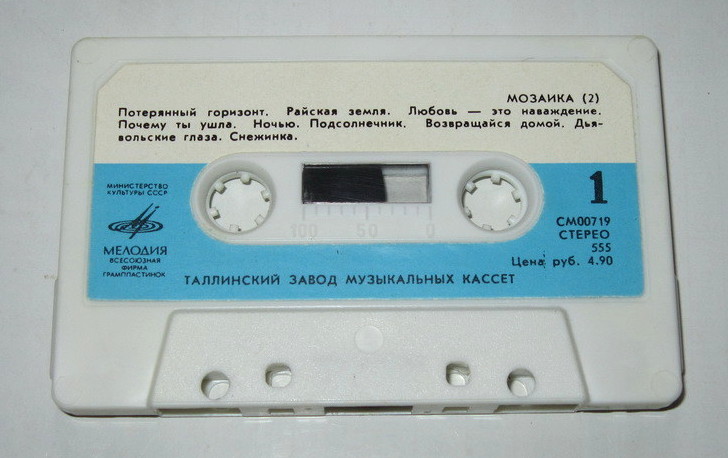 МОЗАИКА (2)
Потерянный горизонт. Райская земля. Любовь — это наваждение.
Почему ты ушла. Ночью. Подсолнечник. Возвращайся домой. Дья-
вольские глаза. Снежинка.
МИНИСТЕРСТВО
КУЛЬТУРЫ СССР
МЕЛОДИЯ
ВСЕСОЮЗНАЯ
ФИРМА
ГРАМПЛАСТИНОК
100 50 0
1
СМ00719
СТЕРЕО
555
Цена руб. 4.90
ТАЛЛИНСКИЙ ЗАВОД МУЗЫКАЛЬНЫХ КАССЕТ